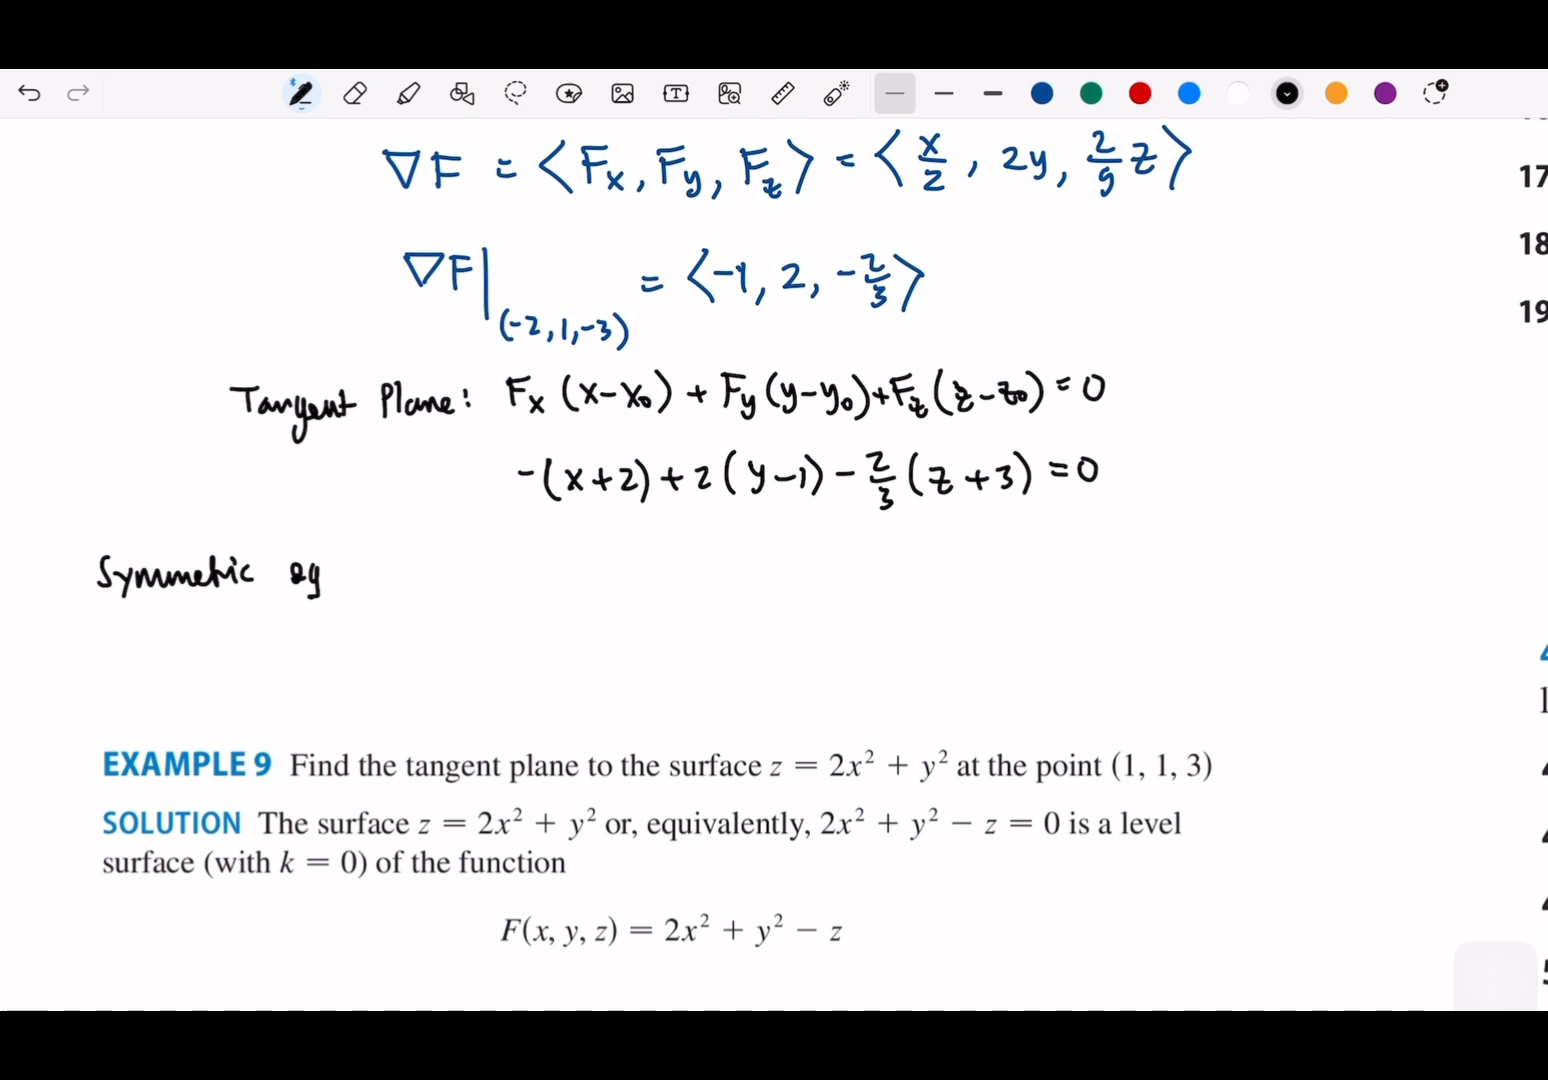 ∇F = ⟨Fx, Fy, Fz⟩ = ⟨x/2, 2y, 2/9 z⟩
17
18
∇F|(-2,1,-3) = ⟨-1, 2, -2/3⟩
19
Tangent Plane: Fx (x-x₀) + Fy (y-y₀) + Fz (z-z₀) = 0
-(x+2) + 2(y-1) - 2/3 (z+3) = 0
Symmetric eq
EXAMPLE 9 Find the tangent plane to the surface z = 2x² + y² at the point (1, 1, 3)
SOLUTION The surface z = 2x² + y² or, equivalently, 2x² + y² − z = 0 is a level
surface (with k = 0) of the function
F(x, y, z) = 2x² + y² − z